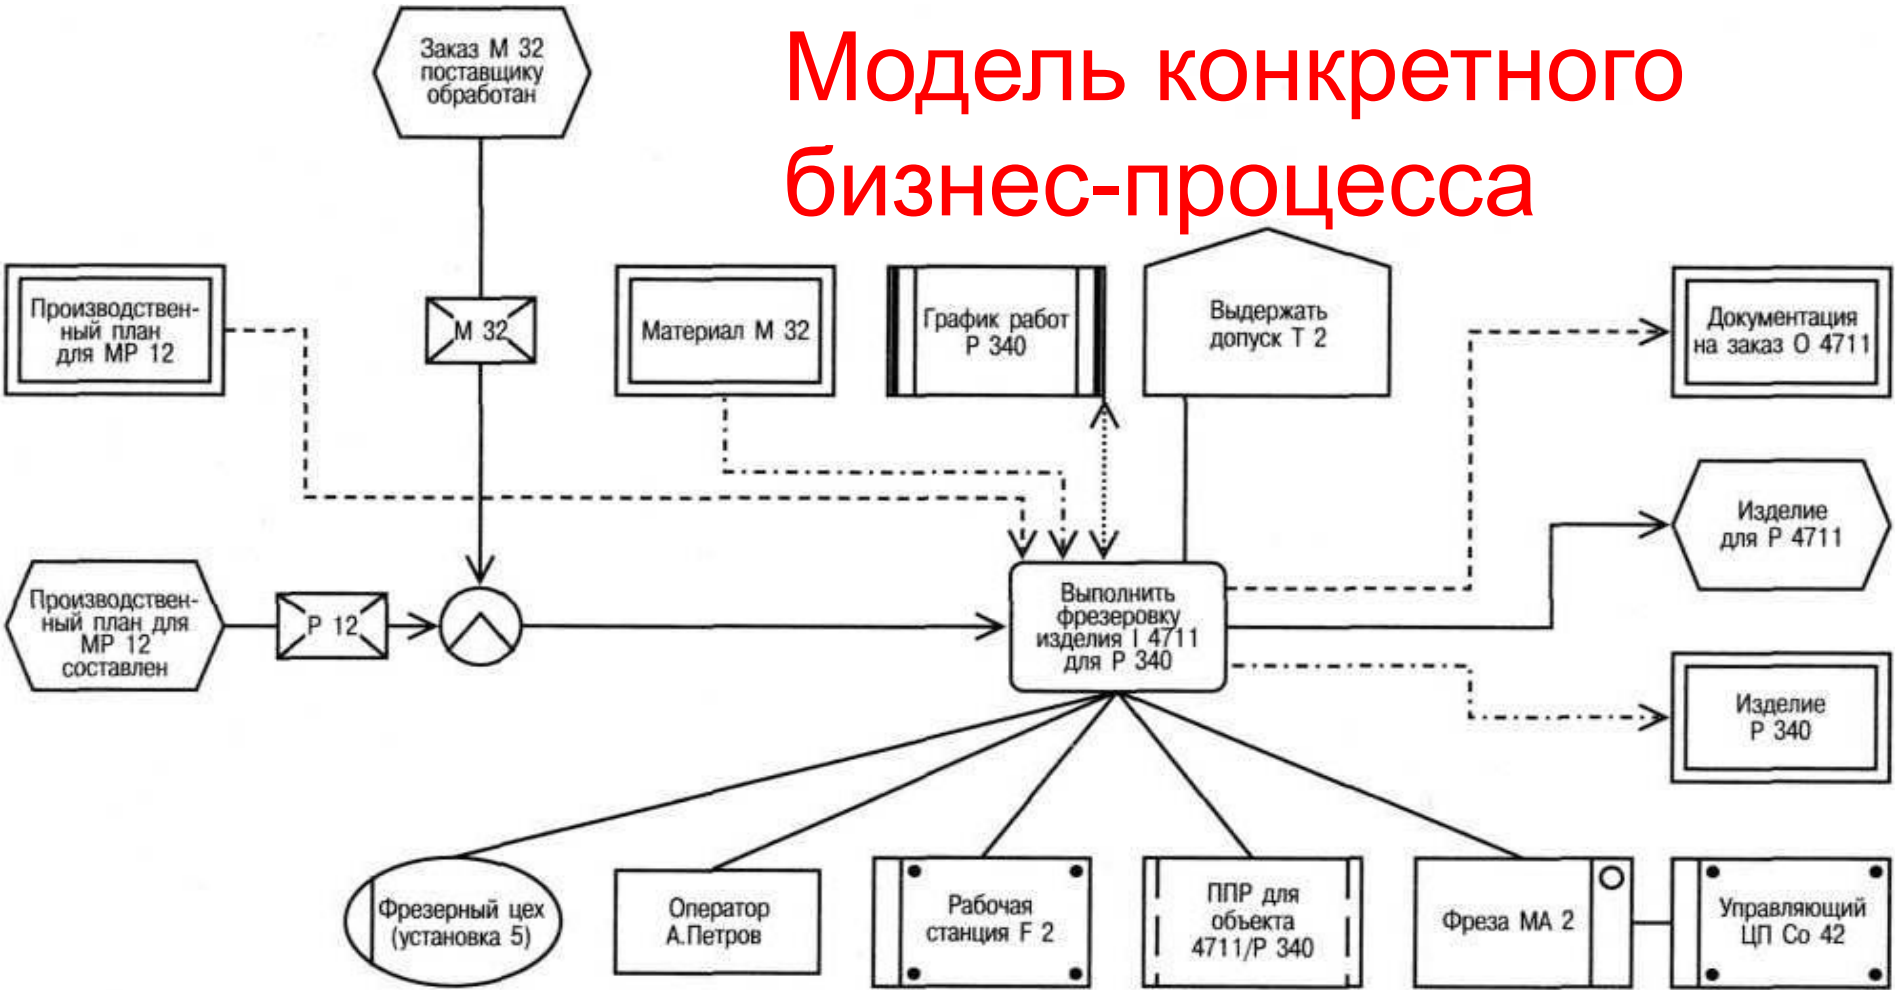 Модель конкретного
бизнес-процесса
Заказ М 32
поставщику
обработан
Производствен-
ный план
для МР 12
М 32
Материал М 32
График работ
Р 340
Выдержать
допуск Т 2
Документация
на заказ О 4711
Изделие
для Р 4711
Производствен-
ный план для
МР 12
составлен
Р 12
Выполнить
фрезеровку
изделия I 4711
для Р 340
Изделие
Р 340
Фрезерный цех
(установка 5)
Оператор
А.Петров
Рабочая
станция F 2
ППР для
объекта
4711/Р 340
Фреза МА 2
Управляющий
ЦП Со 42